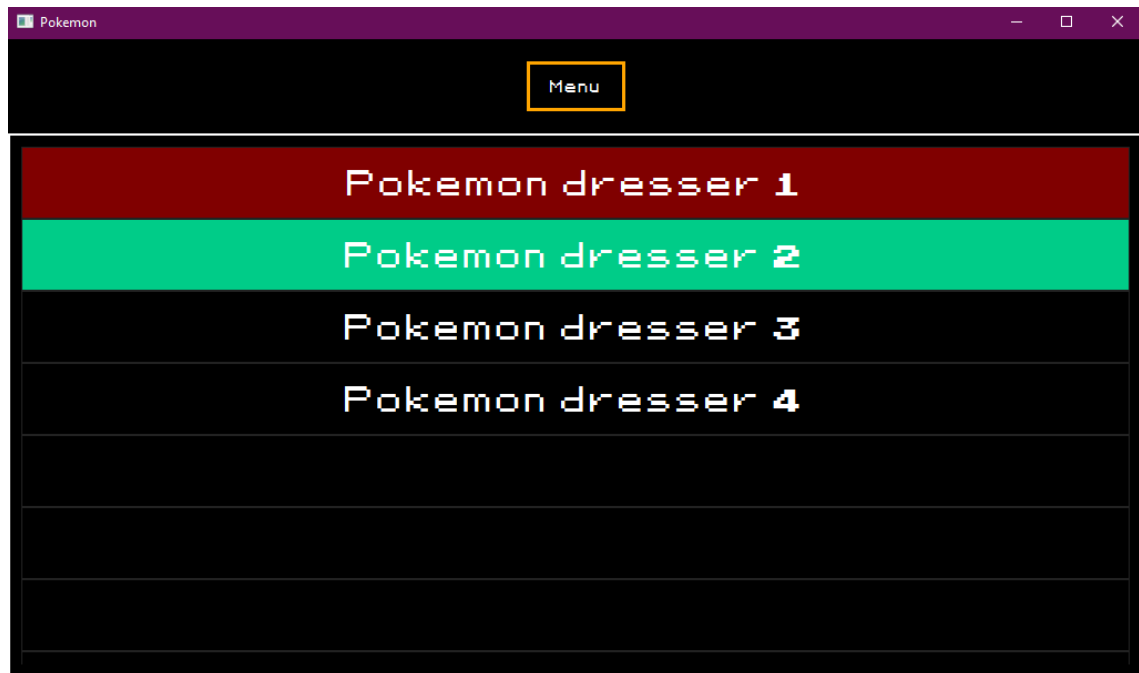 Pokemon
Menu
Pokemon dresser 1
Pokemon dresser 2
Pokemon dresser 3
Pokemon dresser 4